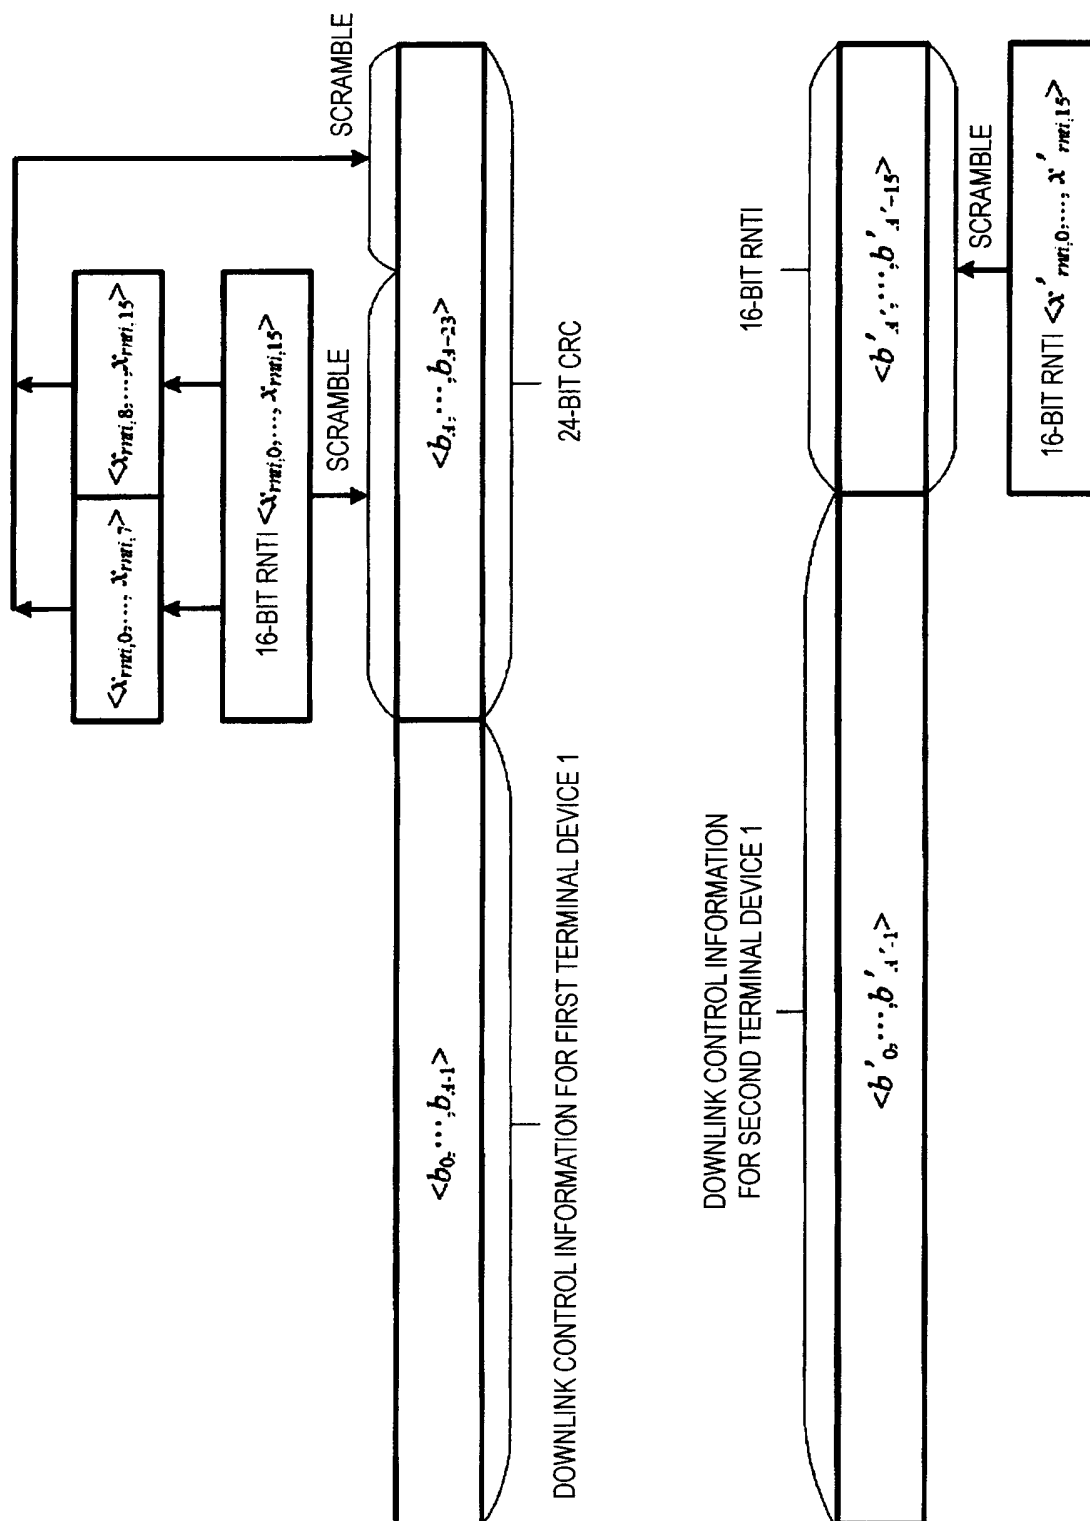 <x_rnti,0,…, x_rnti,7>
<x_rnti,8,…, x_rnti,15>
16-BIT RNTI <x_rnti,0,…, x_rnti,15>
SCRAMBLE
SCRAMBLE
<b_0,…,b_A-1>
<b_A,…,b_A-23>
24-BIT CRC
DOWNLINK CONTROL INFORMATION FOR FIRST TERMINAL DEVICE 1
DOWNLINK CONTROL INFORMATION
FOR SECOND TERMINAL DEVICE 1
16-BIT RNTI
<b'_0,…,b'_A'-1>
<b'_A',…,b'_A'-15>
SCRAMBLE
16-BIT RNTI <x'_rnti,0,…, x'_rnti,15>